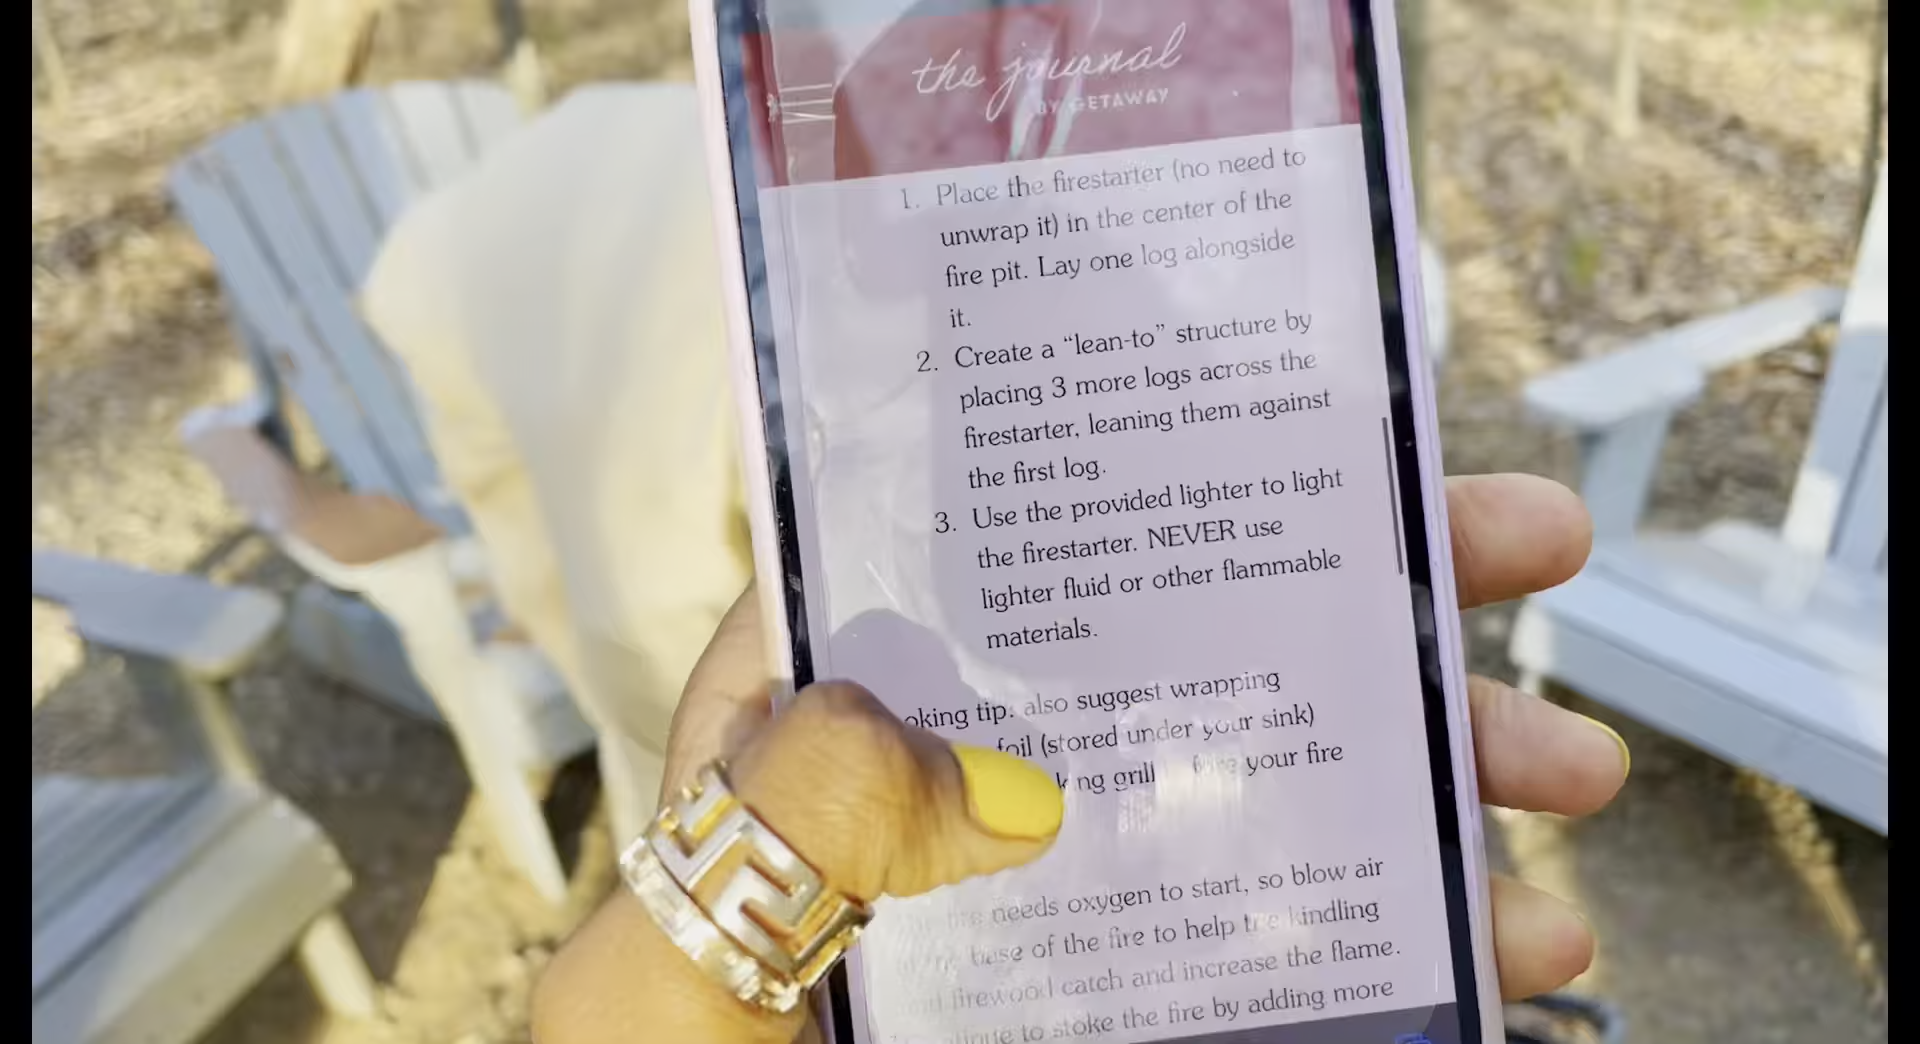 the journal
BY GETAWAY
1. Place the firestarter (no need to
unwrap it) in the center of the
fire pit. Lay one log alongside
it.
2. Create a “lean-to” structure by
placing 3 more logs across the
firestarter, leaning them against
the first log.
3. Use the provided lighter to light
the firestarter. NEVER use
lighter fluid or other flammable
materials.
oking tip: also suggest wrapping
foil (stored under your sink)
grill your fire
needs oxygen to start, so blow air
base of the fire to help the kindling
and firewood catch and increase the flame.
to stoke the fire by adding more